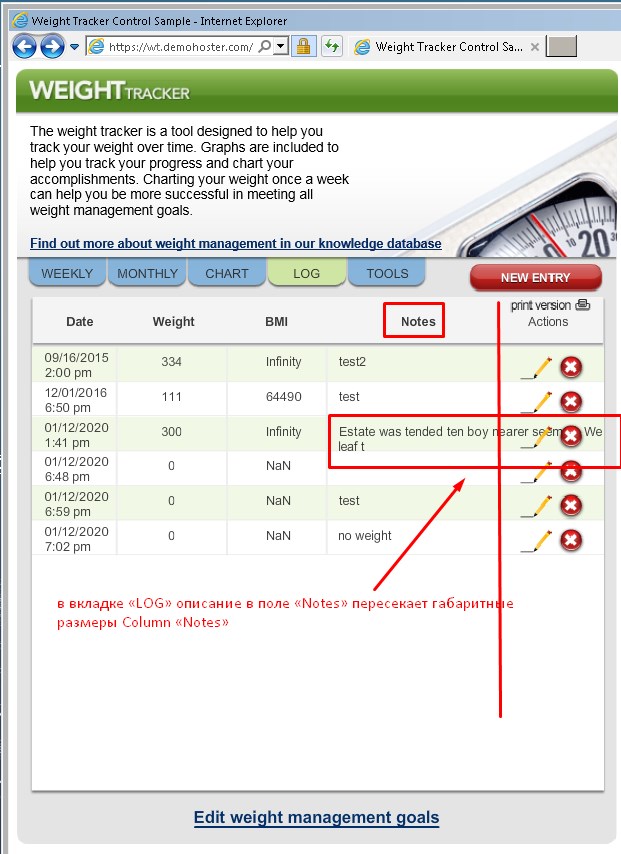 Weight Tracker Control Sample - Internet Explorer
https://wt.demohoster.com/
Weight Tracker Control Sa...
WEIGHT TRACKER
The weight tracker is a tool designed to help you
track your weight over time. Graphs are included to
help you track your progress and chart your
accomplishments. Charting your weight once a week
can help you be more successful in meeting all
weight management goals.
Find out more about weight management in our knowledge database
20
WEEKLY MONTHLY CHART LOG TOOLS NEW ENTRY
print version
Date Weight BMI Notes Actions
09/16/2015 334 Infinity test2
2:00 pm
12/01/2016 111 64490 test
6:50 pm
01/12/2020 300 Infinity Estate was tended ten boy nearer We
1:41 pm leaf t
01/12/2020 0 NaN
6:48 pm
01/12/2020 0 NaN test
6:59 pm
01/12/2020 0 NaN no weight
7:02 pm
в вкладке «LOG» описание в поле «Notes» пересекает габаритные
размеры Column «Notes»
Edit weight management goals